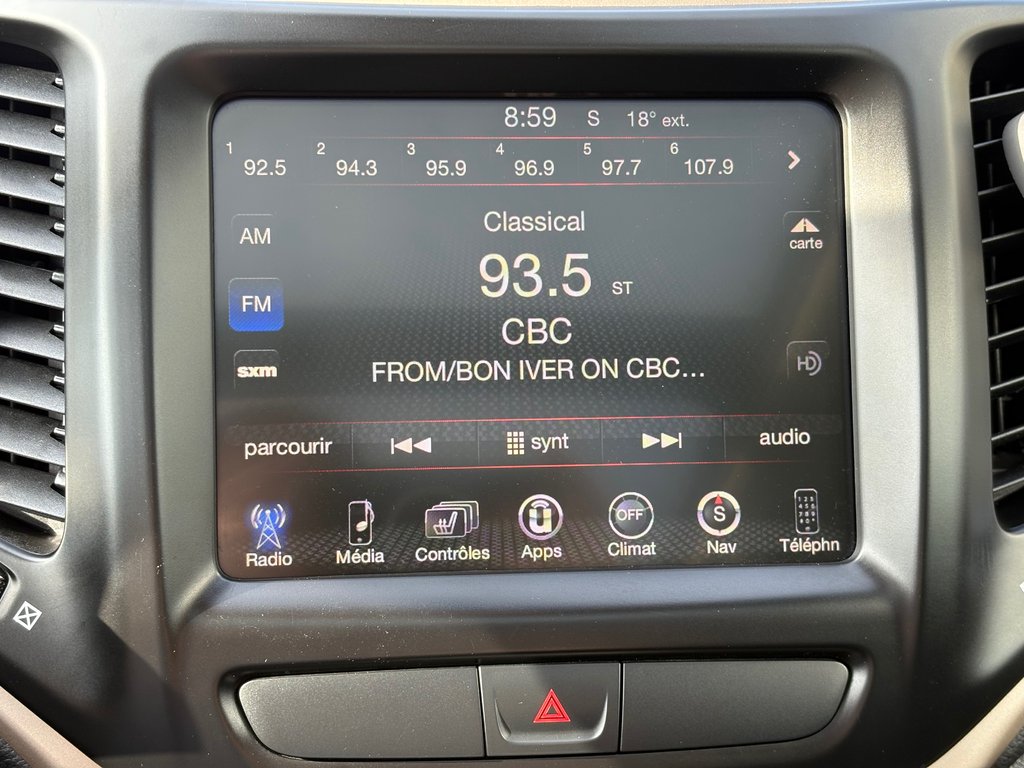 8:59 S 18° ext.
1 92.5 2 94.3 3 95.9 4 96.9 5 97.7 6 107.9
Classical
AM
carte
93.5 ST
FM
CBC
HD
sxm
FROM/BON IVER ON CBC...
parcourir synt audio
OFF S
Radio Média Contrôles Apps Climat Nav Téléphn